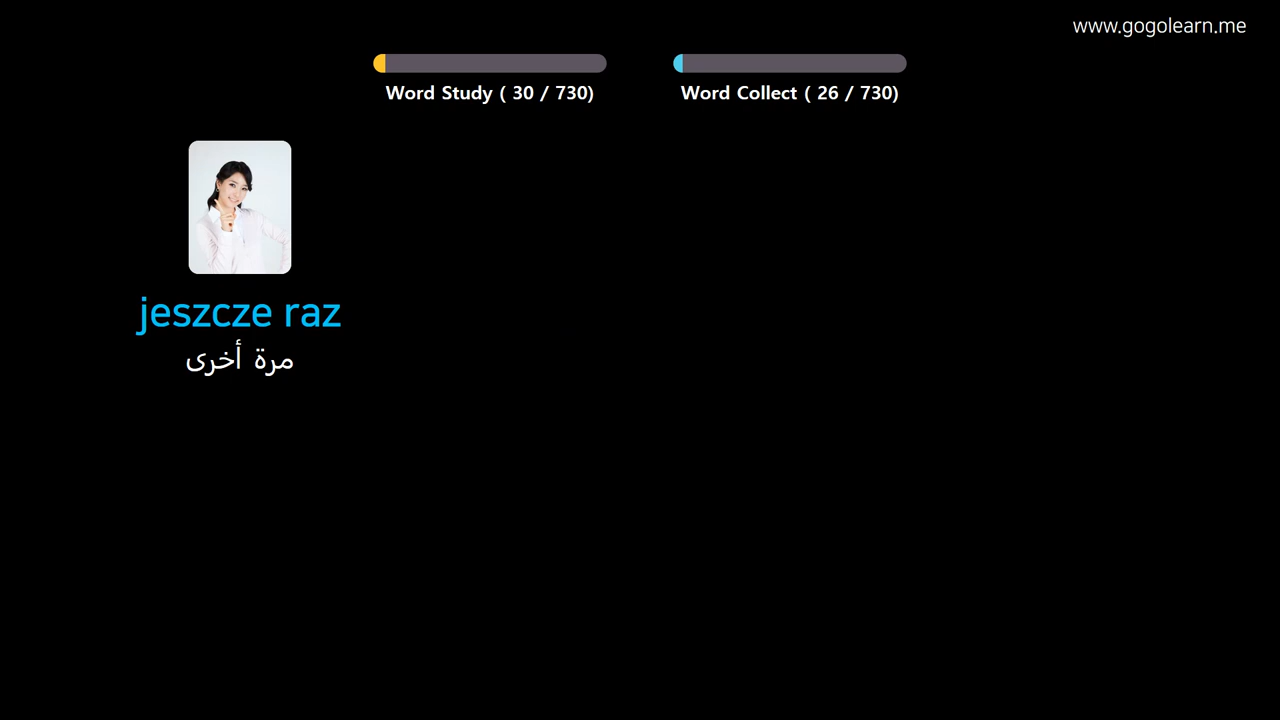 www.gogolearn.me
Word Study ( 30 / 730)
Word Collect ( 26 / 730)
jeszcze raz
مرة أخرى